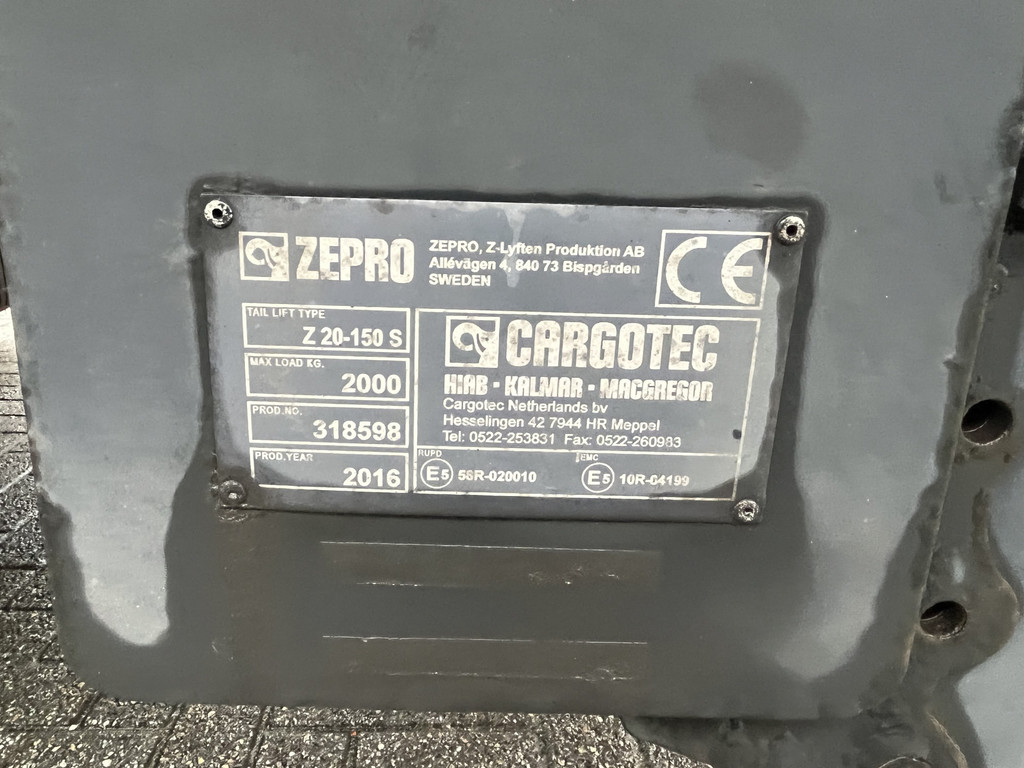 ZEPRO
ZEPRO, Z-Lyften Produktion AB
Allévägen 4, 840 73 Bispgården
SWEDEN
CE
TAIL LIFT TYPE
Z 20-150 S
MAX LOAD KG.
2000
PROD.NO.
318598
PROD.YEAR
2016
CARGOTEC
HIAB - KALMAR - MACGREGOR
Cargotec Netherlands bv
Hesselingen 42 7944 HR Meppel
Tel: 0522-253831 Fax: 0522-260983
RUPD
E5 58R-020010
EMC
E5 10R-04199